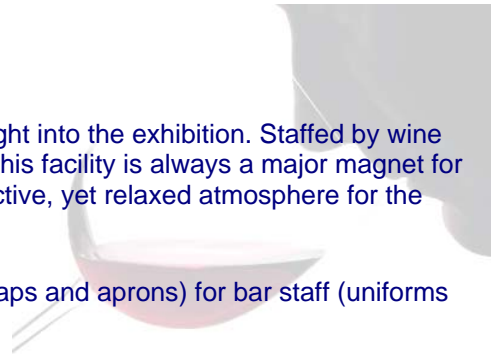 ght into the exhibition. Staffed by wine
his facility is always a major magnet for
ctive, yet relaxed atmosphere for the
aps and aprons) for bar staff (uniforms